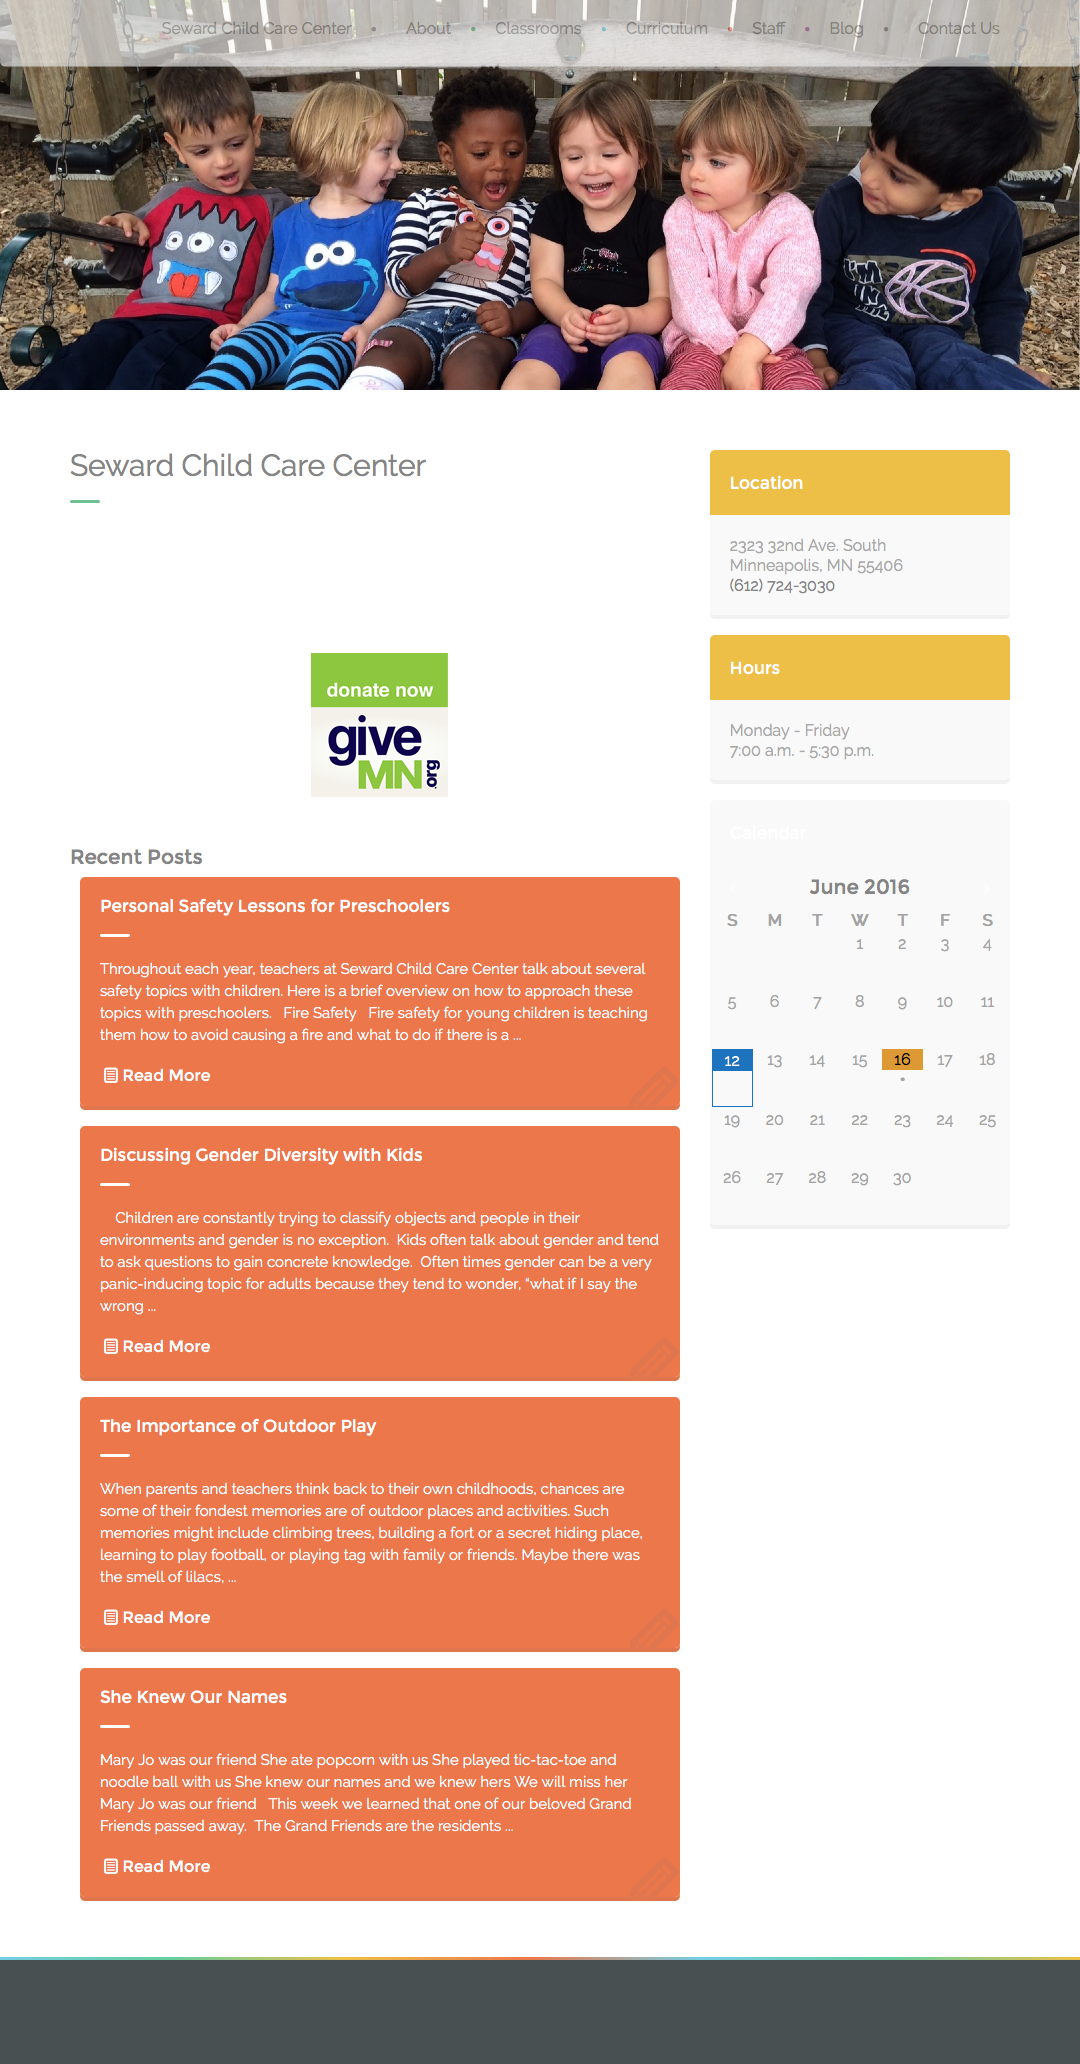 Seward Child Care Center • About • Classrooms • Curriculum • Staff • Blog • Contact Us
Seward Child Care Center
donate now
give
MN
.org
Recent Posts
Personal Safety Lessons for Preschoolers
Throughout each year, teachers at Seward Child Care Center talk about several
safety topics with children. Here is a brief overview on how to approach these
topics with preschoolers.   Fire Safety   Fire safety for young children is teaching
them how to avoid causing a fire and what to do if there is a ...
Read More
Discussing Gender Diversity with Kids
Children are constantly trying to classify objects and people in their
environments and gender is no exception.  Kids often talk about gender and tend
to ask questions to gain concrete knowledge.  Often times gender can be a very
panic-inducing topic for adults because they tend to wonder, “what if I say the
wrong ...
Read More
The Importance of Outdoor Play
When parents and teachers think back to their own childhoods, chances are
some of their fondest memories are of outdoor places and activities. Such
memories might include climbing trees, building a fort or a secret hiding place,
learning to play football, or playing tag with family or friends. Maybe there was
the smell of lilacs, ...
Read More
She Knew Our Names
Mary Jo was our friend She ate popcorn with us She played tic-tac-toe and
noodle ball with us She knew our names and we knew hers We will miss her
Mary Jo was our friend   This week we learned that one of our beloved Grand
Friends passed away.  The Grand Friends are the residents ...
Read More
Location
2323 32nd Ave. South
Minneapolis, MN 55406
(612) 724-3030
Hours
Monday - Friday
7:00 a.m. - 5:30 p.m.
Calendar
June 2016
S M T W T F S
1 2 3 4
5 6 7 8 9 10 11
12 13 14 15 16 17 18
19 20 21 22 23 24 25
26 27 28 29 30